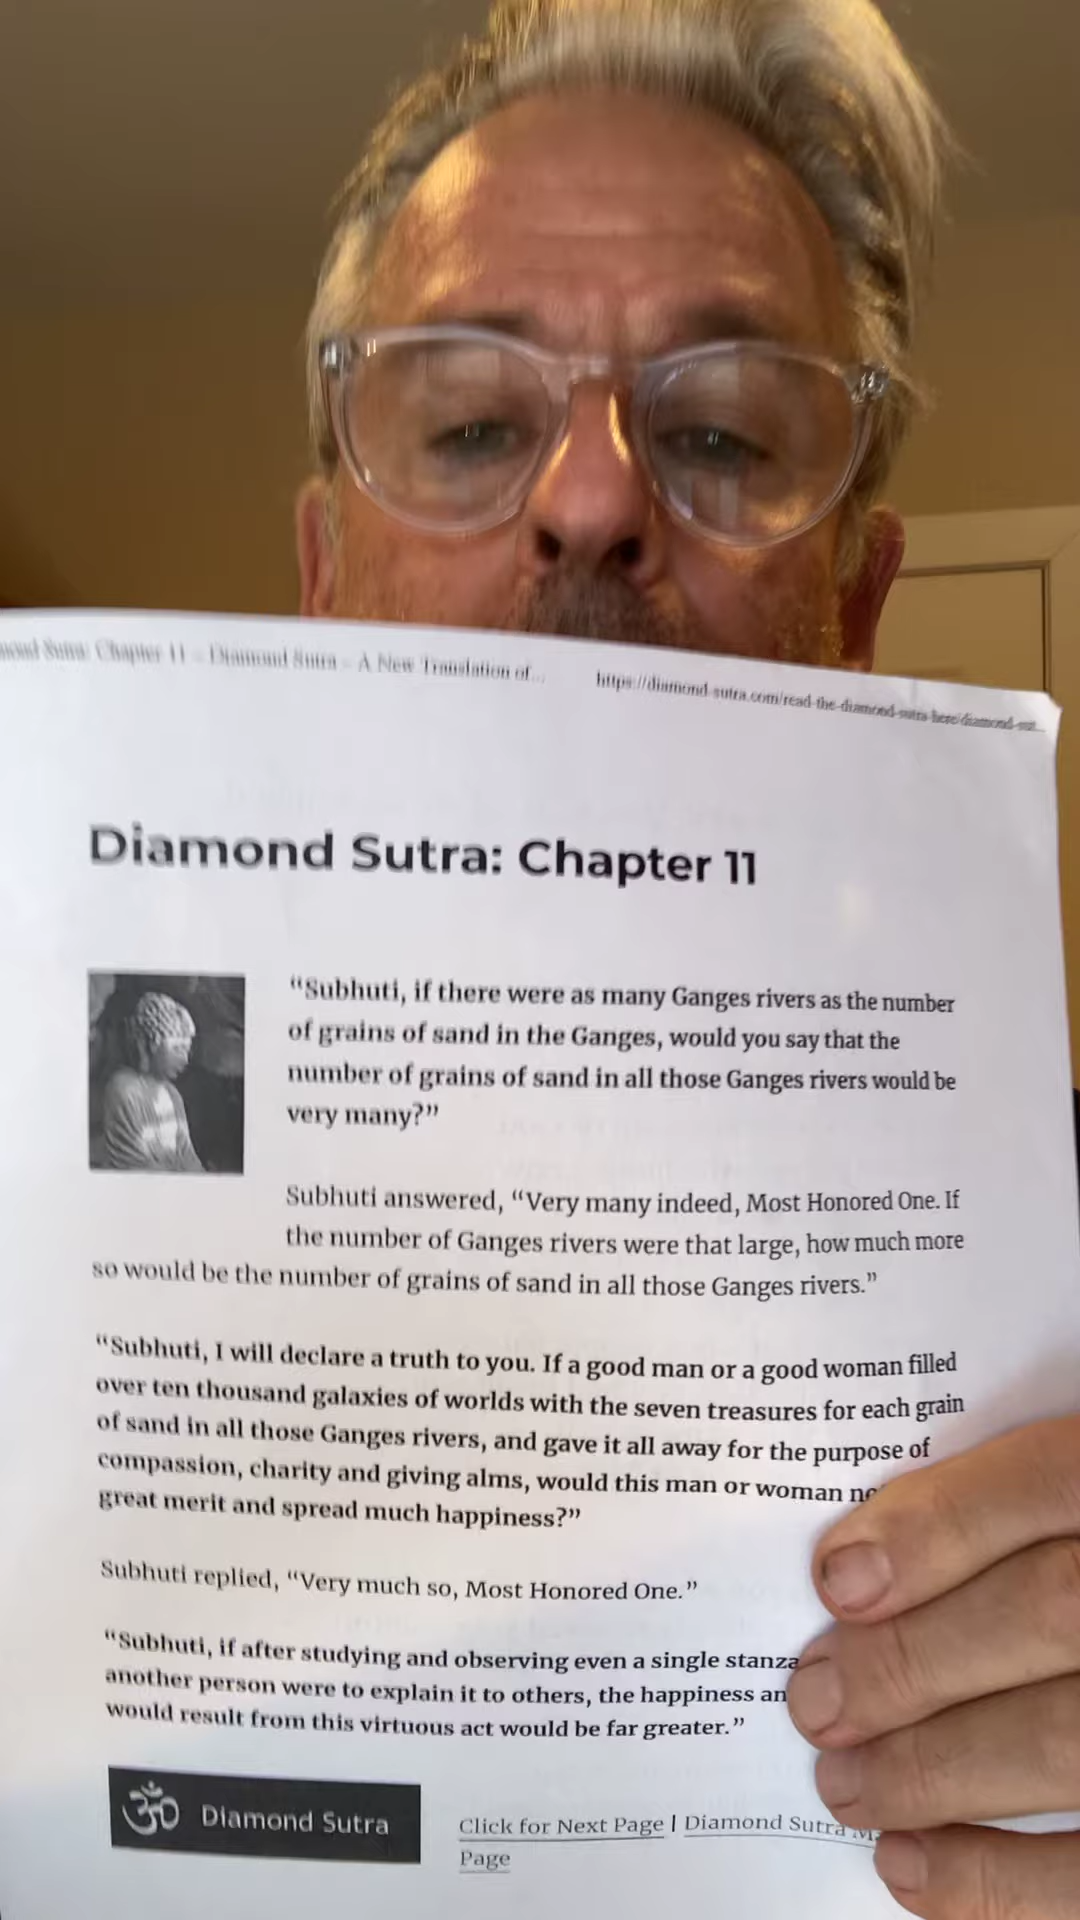 Sutra: Chapter 11 – Diamond Sutra – A New Translation of...
https://diamond-sutra.com/read-the-diamond-sutra-here/diamond-sut...
Diamond Sutra: Chapter 11
“Subhuti, if there were as many Ganges rivers as the number
of grains of sand in the Ganges, would you say that the
number of grains of sand in all those Ganges rivers would be
very many?”
Subhuti answered, “Very many indeed, Most Honored One. If
the number of Ganges rivers were that large, how much more
so would be the number of grains of sand in all those Ganges rivers.”
“Subhuti, I will declare a truth to you. If a good man or a good woman filled
over ten thousand galaxies of worlds with the seven treasures for each grain
of sand in all those Ganges rivers, and gave it all away for the purpose of
compassion, charity and giving alms, would this man or woman
great merit and spread much happiness?”
Subhuti replied, “Very much so, Most Honored One.”
“Subhuti, if after studying and observing even a single stanza
another person were to explain it to others, the happiness
would result from this virtuous act would be far greater.”
ॐ Diamond Sutra
Click for Next Page | Diamond Sutra
Page